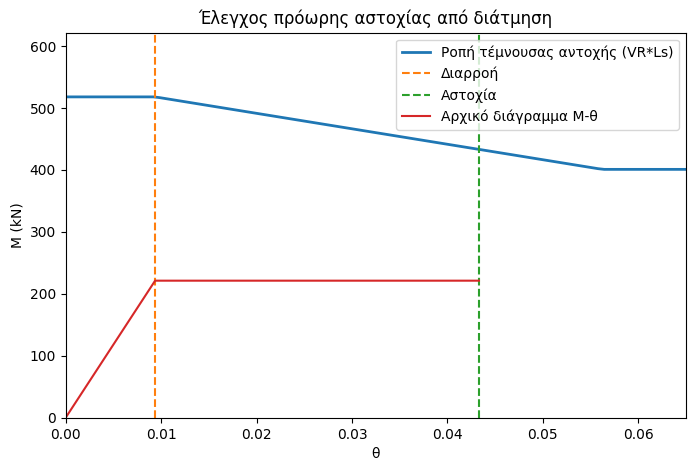 Έλεγχος πρόωρης αστοχίας από διάτμηση
Ροπή τέμνουσας αντοχής (VR*Ls)
Διαρροή
Αστοχία
Αρχικό διάγραμμα Μ-θ
M (kN)
600
500
400
300
200
100
0
0.00 0.01 0.02 0.03 0.04 0.05 0.06
θ